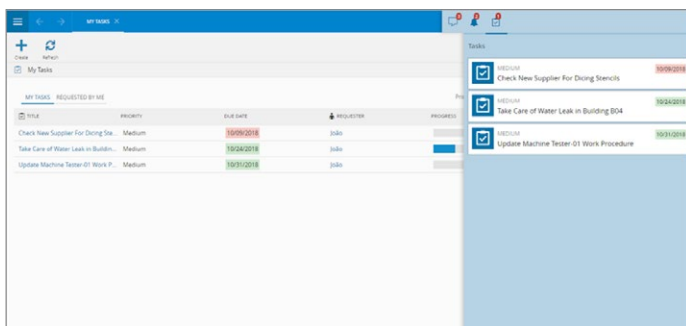 MY TASKS
Create Refresh
My Tasks
MY TASKS REQUESTED BY ME
TITLE PRIORITY DUE DATE REQUESTER PROGRESS
Check New Supplier For Dicing Ste... Medium 10/09/2018 João
Take Care of Water Leak in Buildin... Medium 10/24/2018 João
Update Machine Tester-01 Work P... Medium 10/31/2018 João
Tasks
MEDIUM 10/09/2018
Check New Supplier For Dicing Stencils
MEDIUM 10/24/2018
Take Care of Water Leak in Building B04
MEDIUM 10/31/2018
Update Machine Tester-01 Work Procedure